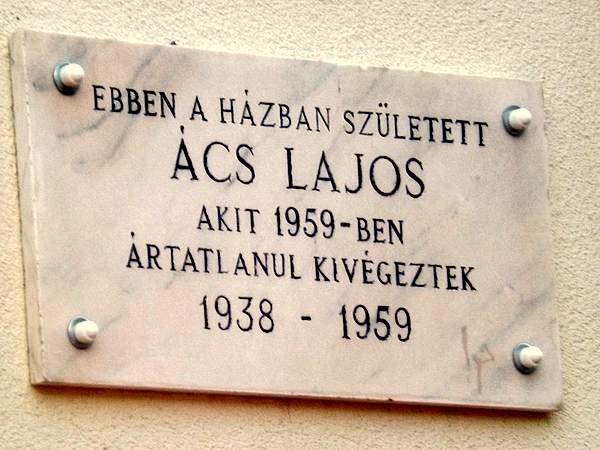 EBBEN A HÁZBAN SZÜLETETT
ÁCS LAJOS
AKIT 1959-BEN
ÁRTATLANUL KIVÉGEZTEK
1938 - 1959